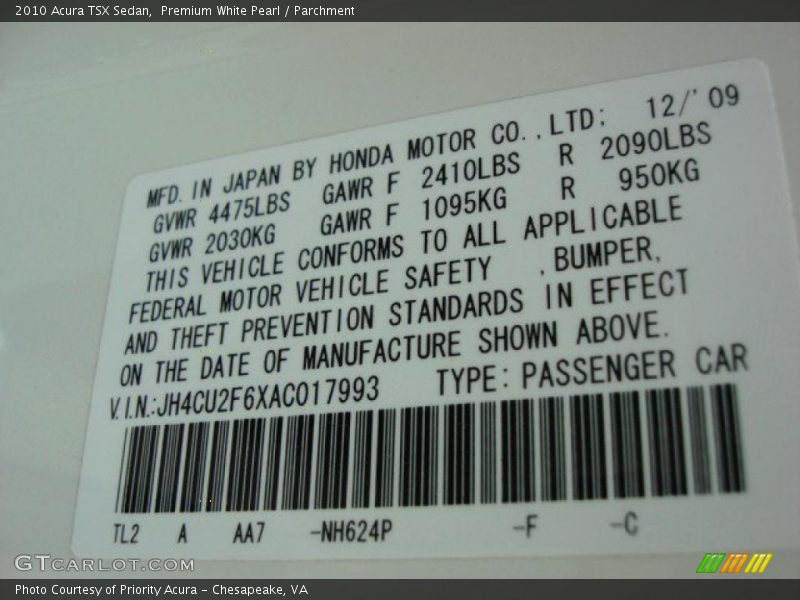 2010 Acura TSX Sedan,  Premium White Pearl / Parchment
MFD. IN JAPAN BY HONDA MOTOR CO.,LTD: 12/'09
GVWR 4475LBS GAWR F 2410LBS R 2090LBS
GVWR 2030KG GAWR F 1095KG R 950KG
THIS VEHICLE CONFORMS TO ALL APPLICABLE
FEDERAL MOTOR VEHICLE SAFETY ,BUMPER,
AND THEFT PREVENTION STANDARDS IN EFFECT
ON THE DATE OF MANUFACTURE SHOWN ABOVE.
V.I.N.:JH4CU2F6XAC017993 TYPE: PASSENGER CAR
TL2 A AA7 -NH624P -F -C
GTCARLOT.COM
Photo Courtesy of Priority Acura – Chesapeake, VA